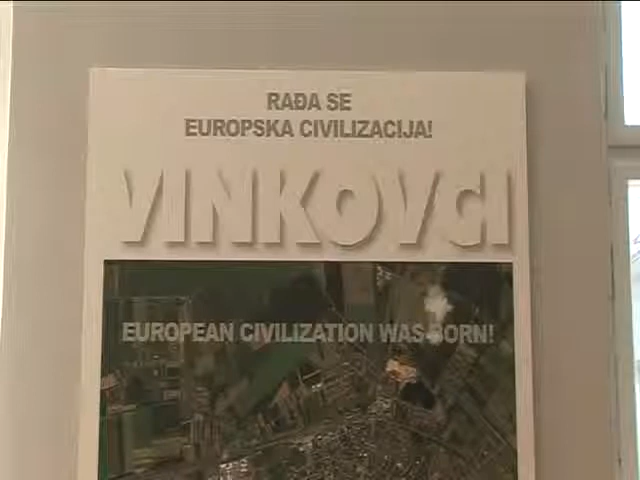 RAĐA SE
EUROPSKA CIVILIZACIJA!
VINKOVCI
EUROPEAN CIVILIZATION WAS BORN!